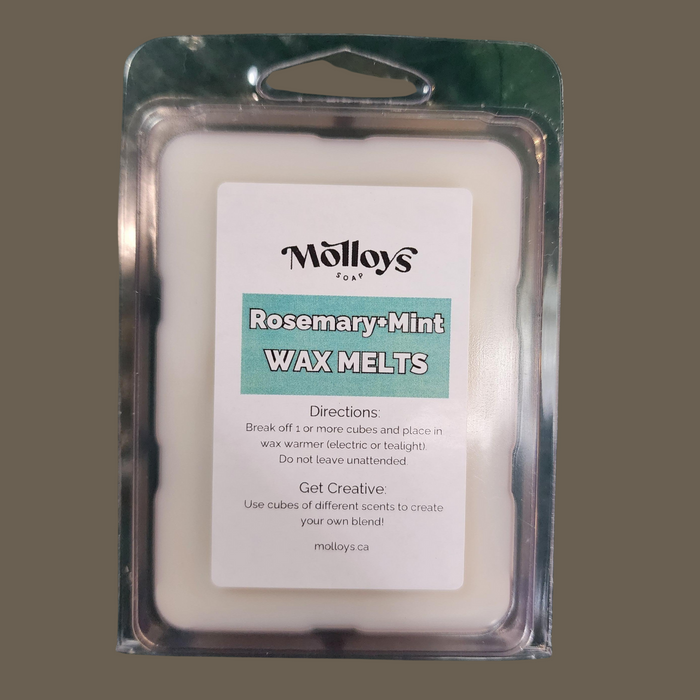 Molloys
SOAP
Rosemary+Mint
WAX MELTS
Directions:
Break off 1 or more cubes and place in
wax warmer (electric or tealight).
Do not leave unattended.
Get Creative:
Use cubes of different scents to create
your own blend!
molloys.ca